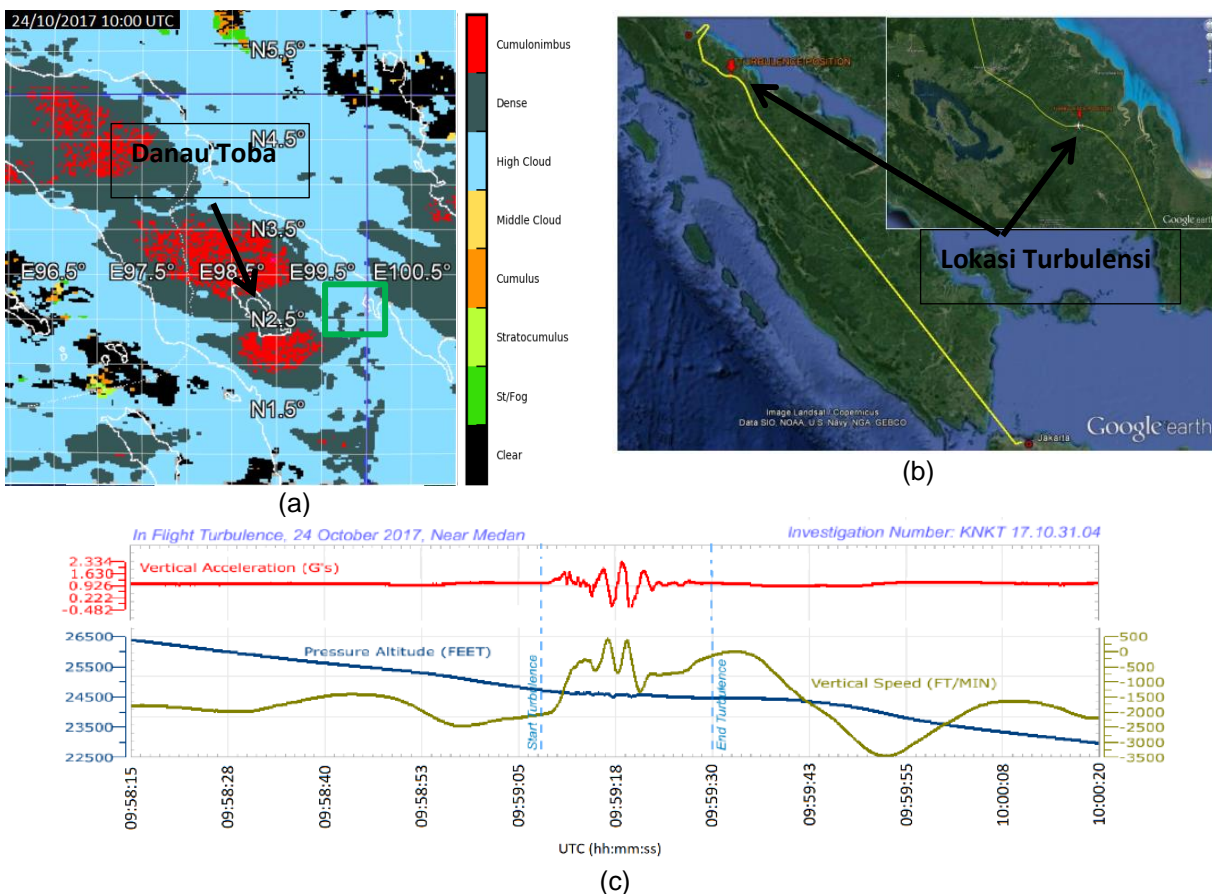 24/10/2017 10:00 UTC
N5.5°
N4.5°
Danau Toba
N3.5°
E96.5° E97.5° E98.5° E99.5° E100.5°
N2.5°
N1.5°
Cumulonimbus
Dense
High Cloud
Middle Cloud
Cumulus
Stratocumulus
St/Fog
Clear
(a)
TURBULENCE POSITION
Google earth
Lokasi Turbulensi
Image Landsat / Copernicus
Data SIO, NOAA, U.S. Navy, NGA, GEBCO
Google earth
Jakarta
(b)
In Flight Turbulence, 24 October 2017, Near Medan
Investigation Number: KNKT 17.10.31.04
Vertical Acceleration (G's)
2.334
1.630
0.926
0.222
-0.482
26500
25500
24500
23500
22500
Pressure Altitude (FEET)
Start Turbulence
End Turbulence
Vertical Speed (FT/MIN)
500
0
-500
-1000
-1500
-2000
-2500
-3000
-3500
09:58:15
09:58:28
09:58:40
09:58:53
09:59:05
09:59:18
09:59:30
09:59:43
09:59:55
10:00:08
10:00:20
UTC (hh:mm:ss)
(c)